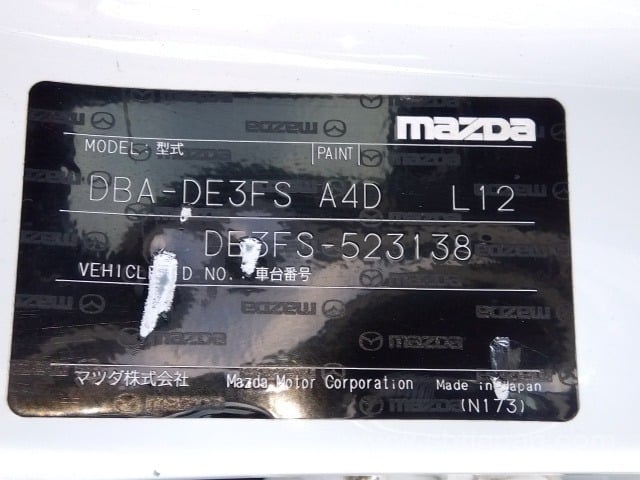 mazda
MODEL・型式 PAINT A4D
DBA-DE3FS L12
DE3FS-523138
VEHICLE ID NO.・車台番号
マツダ株式会社 Mazda Motor Corporation Made in Japan
(N173)